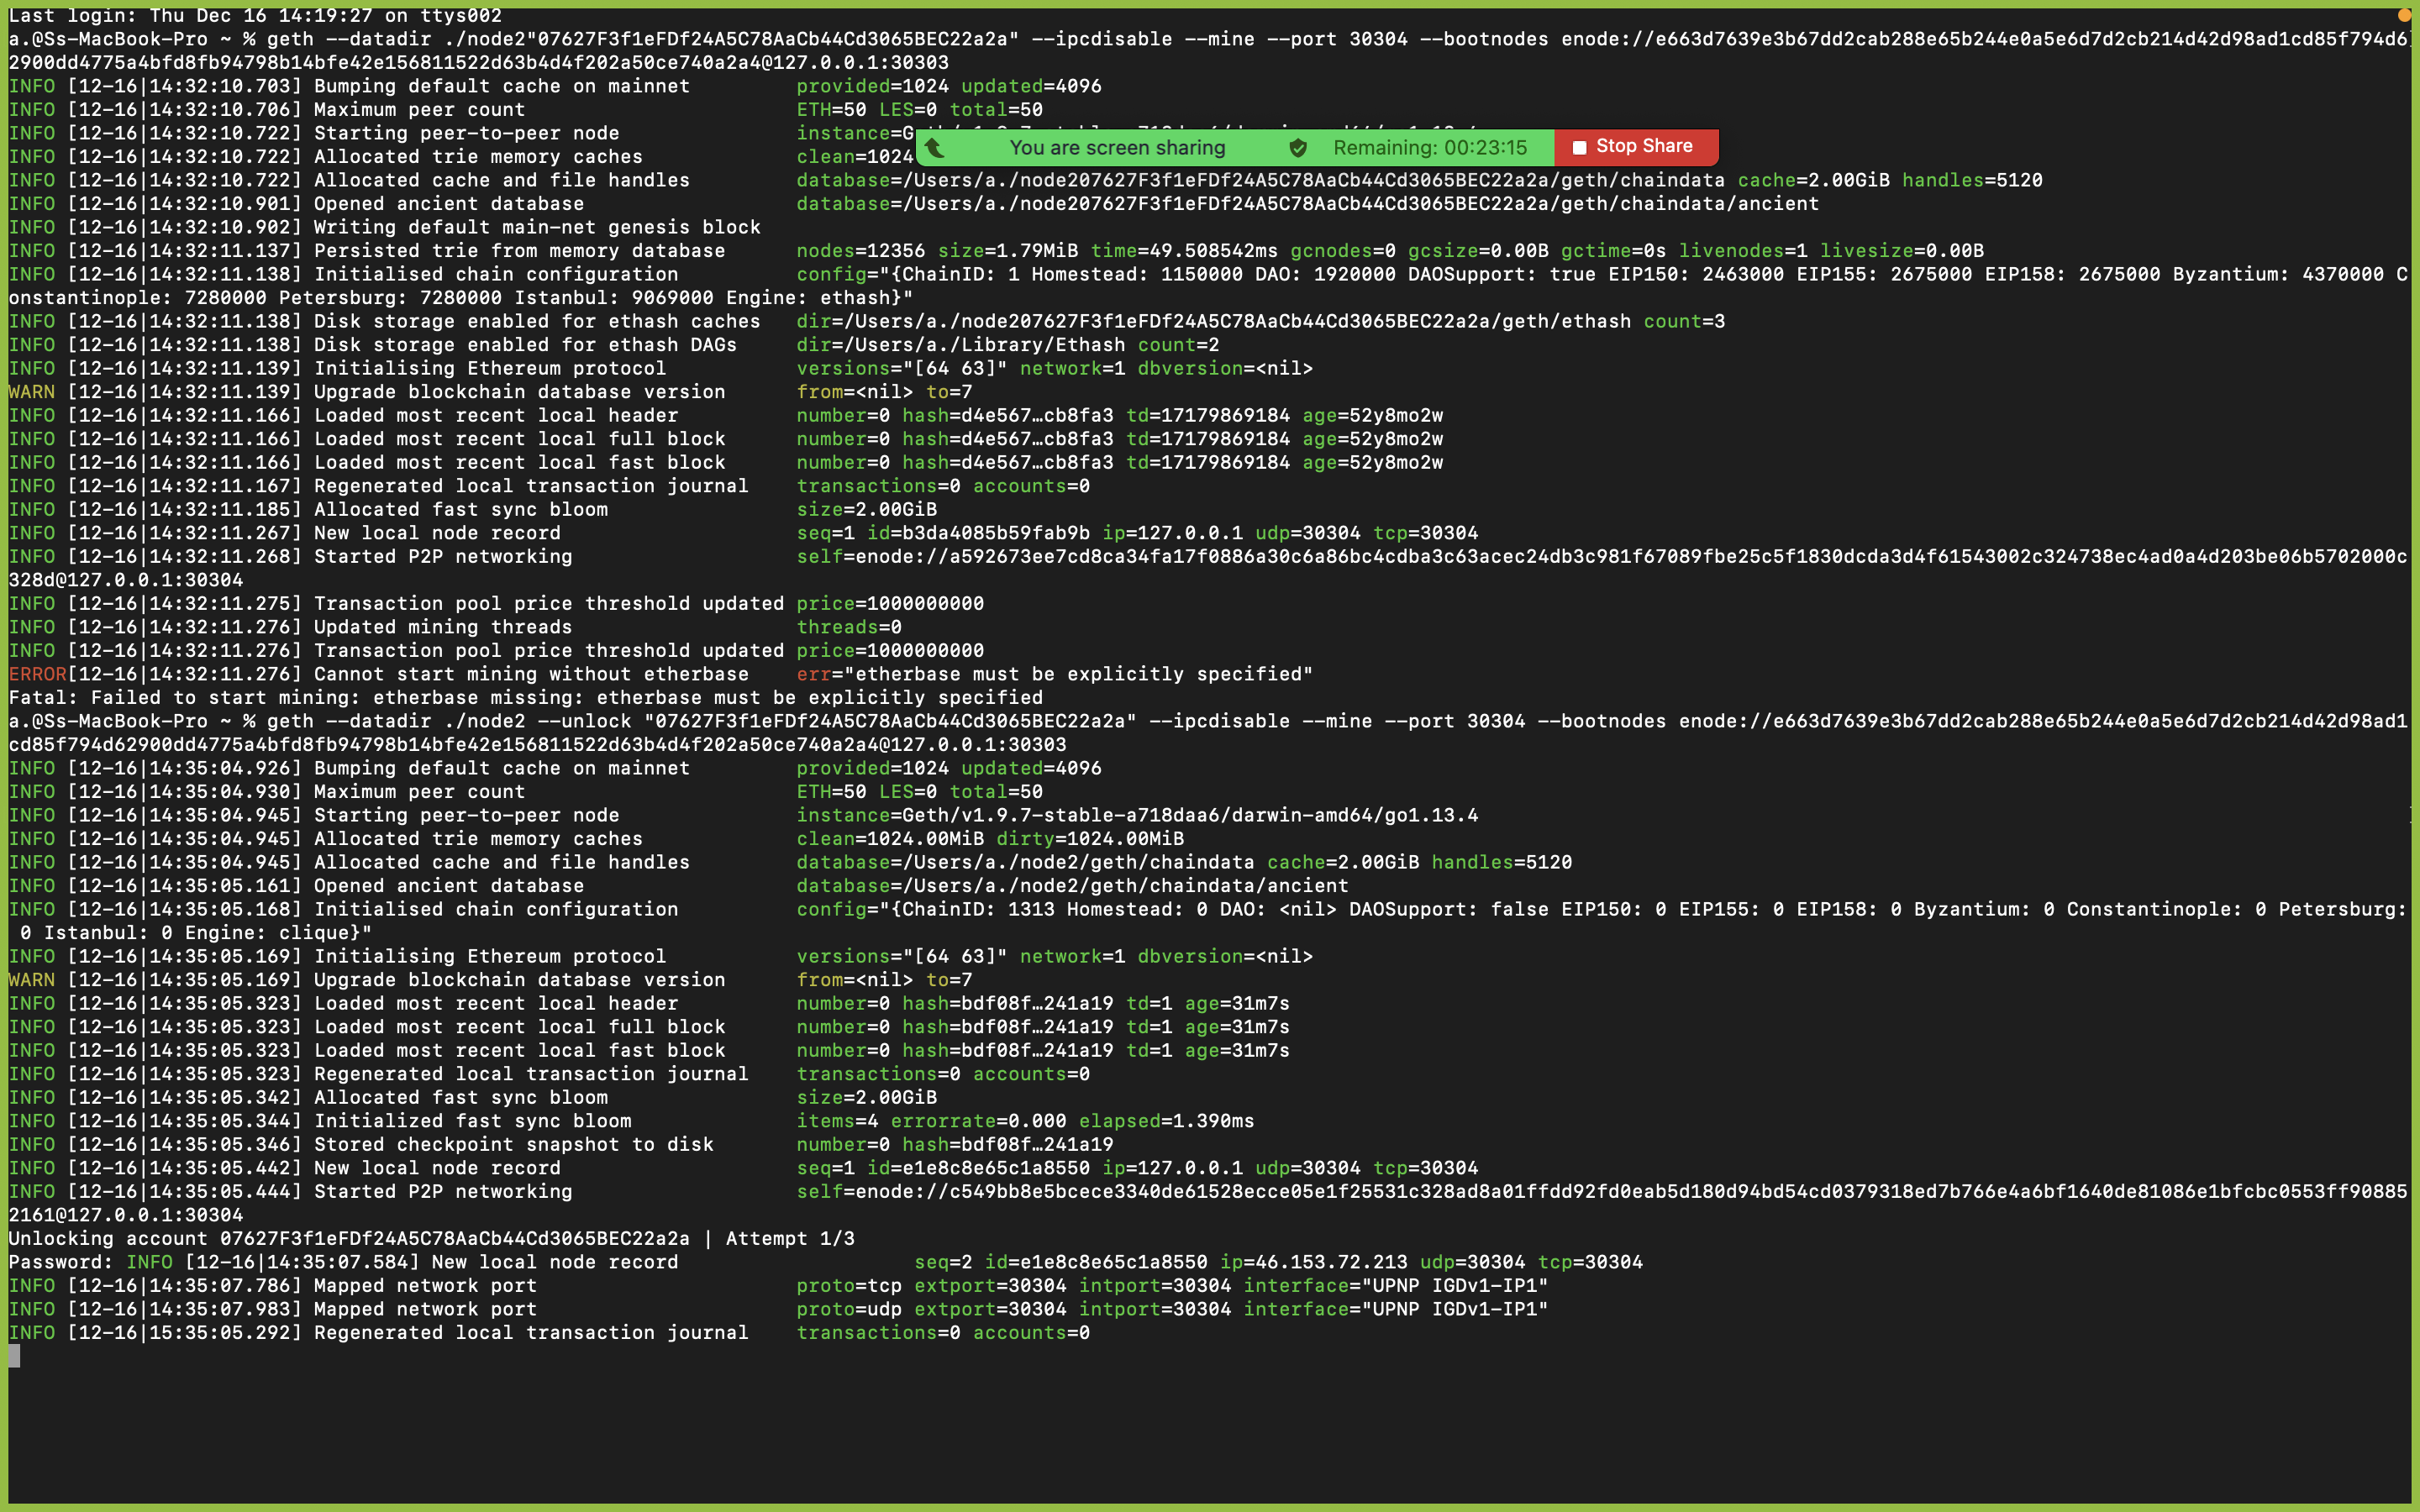 Last login: Thu Dec 16 14:19:27 on ttys002
a.@Ss-MacBook-Pro ~ % geth --datadir ./node2"07627F3f1eFDf24A5C78AaCb44Cd3065BEC22a2a" --ipcdisable --mine --port 30304 --bootnodes enode://e663d7639e3b67dd2cab288e65b244e0a5e6d7d2cb214d42d98ad1cd85f794d6
2900dd4775a4bfd8fb94798b14bfe42e156811522d63b4d4f202a50ce740a2a4@127.0.0.1:30303
INFO [12-16|14:32:10.703] Bumping default cache on mainnet provided=1024 updated=4096
INFO [12-16|14:32:10.706] Maximum peer count ETH=50 LES=0 total=50
INFO [12-16|14:32:10.722] Starting peer-to-peer node
You are screen sharing Remaining: 00:23:15 Stop Share
INFO [12-16|14:32:10.722] Allocated trie memory caches clean=1024
INFO [12-16|14:32:10.722] Allocated cache and file handles database=/Users/a./node207627F3f1eFDf24A5C78AaCb44Cd3065BEC22a2a/geth/chaindata cache=2.00GiB handles=5120
INFO [12-16|14:32:10.901] Opened ancient database database=/Users/a./node207627F3f1eFDf24A5C78AaCb44Cd3065BEC22a2a/geth/chaindata/ancient
INFO [12-16|14:32:10.902] Writing default main-net genesis block
INFO [12-16|14:32:11.137] Persisted trie from memory database nodes=12356 size=1.79MiB time=49.508542ms gcnodes=0 gcsize=0.00B gctime=0s livenodes=1 livesize=0.00B
INFO [12-16|14:32:11.138] Initialised chain configuration config="{ChainID: 1 Homestead: 1150000 DAO: 1920000 DAOSupport: true EIP150: 2463000 EIP155: 2675000 EIP158: 2675000 Byzantium: 4370000 C
onstantinople: 7280000 Petersburg: 7280000 Istanbul: 9069000 Engine: ethash}"
INFO [12-16|14:32:11.138] Disk storage enabled for ethash caches dir=/Users/a./node207627F3f1eFDf24A5C78AaCb44Cd3065BEC22a2a/geth/ethash count=3
INFO [12-16|14:32:11.138] Disk storage enabled for ethash DAGs dir=/Users/a./Library/Ethash count=2
INFO [12-16|14:32:11.139] Initialising Ethereum protocol versions="[64 63]" network=1 dbversion=<nil>
WARN [12-16|14:32:11.139] Upgrade blockchain database version from=<nil> to=7
INFO [12-16|14:32:11.166] Loaded most recent local header number=0 hash=d4e567…cb8fa3 td=17179869184 age=52y8mo2w
INFO [12-16|14:32:11.166] Loaded most recent local full block number=0 hash=d4e567…cb8fa3 td=17179869184 age=52y8mo2w
INFO [12-16|14:32:11.166] Loaded most recent local fast block number=0 hash=d4e567…cb8fa3 td=17179869184 age=52y8mo2w
INFO [12-16|14:32:11.167] Regenerated local transaction journal transactions=0 accounts=0
INFO [12-16|14:32:11.185] Allocated fast sync bloom size=2.00GiB
INFO [12-16|14:32:11.267] New local node record seq=1 id=b3da4085b59fab9b ip=127.0.0.1 udp=30304 tcp=30304
INFO [12-16|14:32:11.268] Started P2P networking self=enode://a592673ee7cd8ca34fa17f0886a30c6a86bc4cdba3c63acec24db3c981f67089fbe25c5f1830dcda3d4f61543002c324738ec4ad0a4d203be06b5702000c
328d@127.0.0.1:30304
INFO [12-16|14:32:11.275] Transaction pool price threshold updated price=1000000000
INFO [12-16|14:32:11.276] Updated mining threads threads=0
INFO [12-16|14:32:11.276] Transaction pool price threshold updated price=1000000000
ERROR[12-16|14:32:11.276] Cannot start mining without etherbase err="etherbase must be explicitly specified"
Fatal: Failed to start mining: etherbase missing: etherbase must be explicitly specified
a.@Ss-MacBook-Pro ~ % geth --datadir ./node2 --unlock "07627F3f1eFDf24A5C78AaCb44Cd3065BEC22a2a" --ipcdisable --mine --port 30304 --bootnodes enode://e663d7639e3b67dd2cab288e65b244e0a5e6d7d2cb214d42d98ad1
cd85f794d62900dd4775a4bfd8fb94798b14bfe42e156811522d63b4d4f202a50ce740a2a4@127.0.0.1:30303
INFO [12-16|14:35:04.926] Bumping default cache on mainnet provided=1024 updated=4096
INFO [12-16|14:35:04.930] Maximum peer count ETH=50 LES=0 total=50
INFO [12-16|14:35:04.945] Starting peer-to-peer node instance=Geth/v1.9.7-stable-a718daa6/darwin-amd64/go1.13.4
INFO [12-16|14:35:04.945] Allocated trie memory caches clean=1024.00MiB dirty=1024.00MiB
INFO [12-16|14:35:04.945] Allocated cache and file handles database=/Users/a./node2/geth/chaindata cache=2.00GiB handles=5120
INFO [12-16|14:35:05.161] Opened ancient database database=/Users/a./node2/geth/chaindata/ancient
INFO [12-16|14:35:05.168] Initialised chain configuration config="{ChainID: 1313 Homestead: 0 DAO: <nil> DAOSupport: false EIP150: 0 EIP155: 0 EIP158: 0 Byzantium: 0 Constantinople: 0 Petersburg:
0 Istanbul: 0 Engine: clique}"
INFO [12-16|14:35:05.169] Initialising Ethereum protocol versions="[64 63]" network=1 dbversion=<nil>
WARN [12-16|14:35:05.169] Upgrade blockchain database version from=<nil> to=7
INFO [12-16|14:35:05.323] Loaded most recent local header number=0 hash=bdf08f…241a19 td=1 age=31m7s
INFO [12-16|14:35:05.323] Loaded most recent local full block number=0 hash=bdf08f…241a19 td=1 age=31m7s
INFO [12-16|14:35:05.323] Loaded most recent local fast block number=0 hash=bdf08f…241a19 td=1 age=31m7s
INFO [12-16|14:35:05.323] Regenerated local transaction journal transactions=0 accounts=0
INFO [12-16|14:35:05.342] Allocated fast sync bloom size=2.00GiB
INFO [12-16|14:35:05.344] Initialized fast sync bloom items=4 errorrate=0.000 elapsed=1.390ms
INFO [12-16|14:35:05.346] Stored checkpoint snapshot to disk number=0 hash=bdf08f…241a19
INFO [12-16|14:35:05.442] New local node record seq=1 id=e1e8c8e65c1a8550 ip=127.0.0.1 udp=30304 tcp=30304
INFO [12-16|14:35:05.444] Started P2P networking self=enode://c549bb8e5bcece3340de61528ecce05e1f25531c328ad8a01ffdd92fd0eab5d180d94bd54cd0379318ed7b766e4a6bf1640de81086e1bfcbc0553ff90885
2161@127.0.0.1:30304
Unlocking account 07627F3f1eFDf24A5C78AaCb44Cd3065BEC22a2a | Attempt 1/3
Password: INFO [12-16|14:35:07.584] New local node record seq=2 id=e1e8c8e65c1a8550 ip=46.153.72.213 udp=30304 tcp=30304
INFO [12-16|14:35:07.786] Mapped network port proto=tcp extport=30304 intport=30304 interface="UPNP IGDv1-IP1"
INFO [12-16|14:35:07.983] Mapped network port proto=udp extport=30304 intport=30304 interface="UPNP IGDv1-IP1"
INFO [12-16|15:35:05.292] Regenerated local transaction journal transactions=0 accounts=0